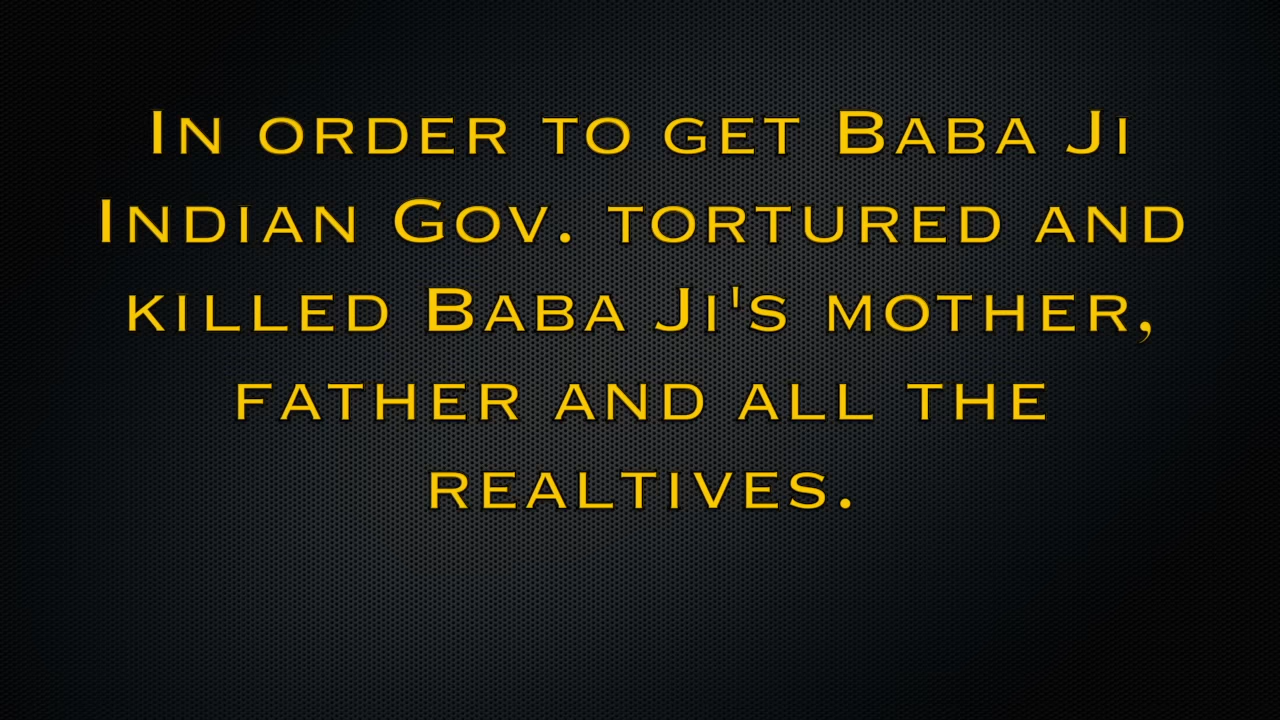 In order to get Baba Ji
Indian Gov. tortured and
killed Baba Ji's mother,
father and all the
realtives.